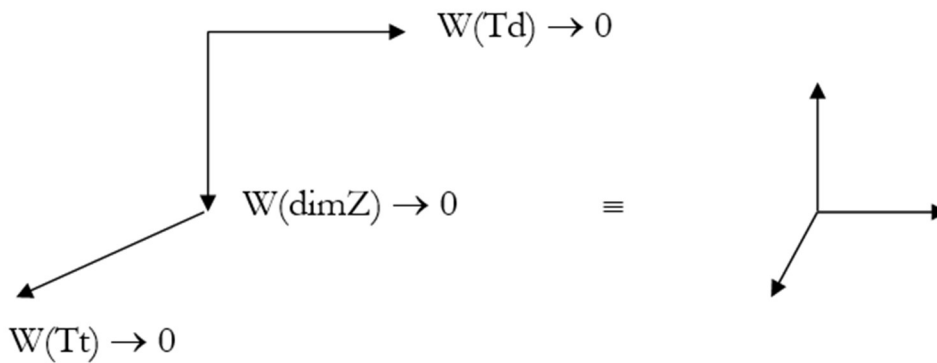 W(Td) → 0
W(dimZ) → 0 ≡
W(Tt) → 0